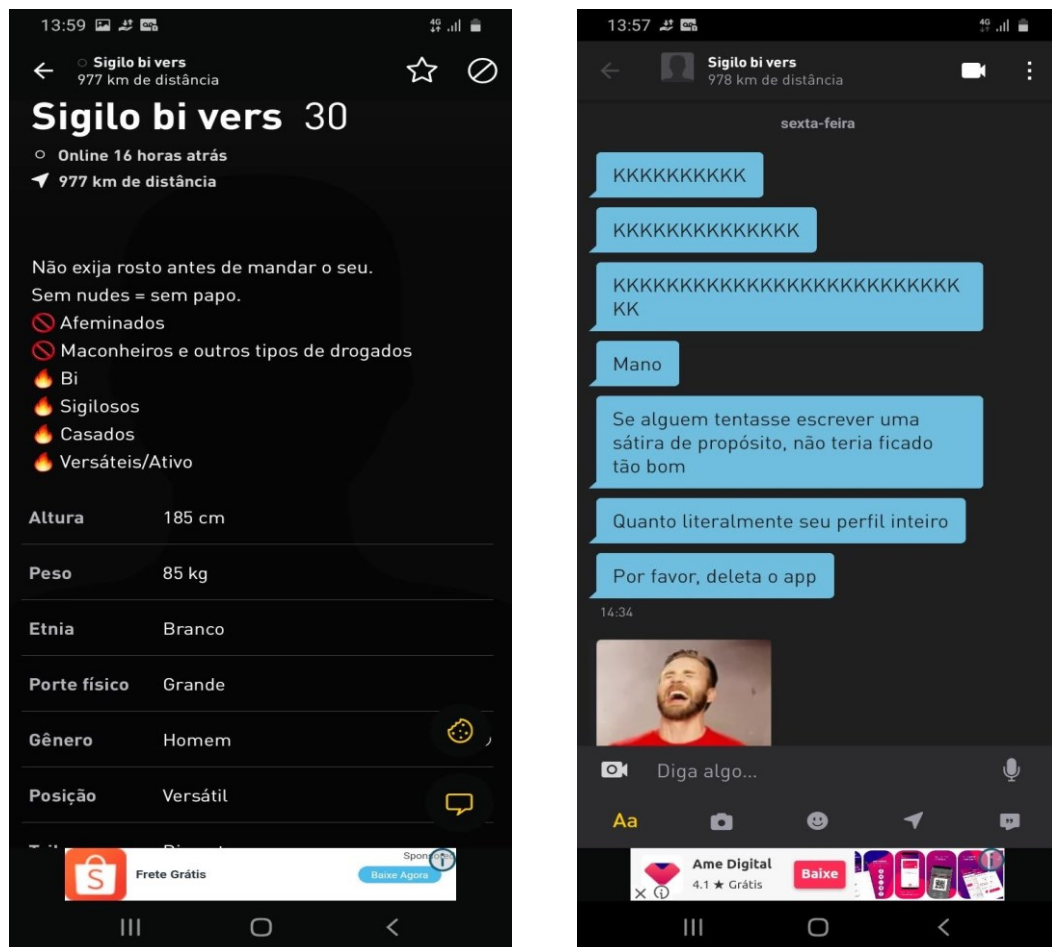 13:59
4G
Sigilo bi vers
977 km de distância
Sigilo bi vers 30
Online 16 horas atrás
977 km de distância
Não exija rosto antes de mandar o seu.
Sem nudes = sem papo.
🚫 Afeminados
🚫 Maconheiros e outros tipos de drogados
🔥 Bi
🔥 Sigilosos
🔥 Casados
🔥 Versáteis/Ativo
Altura 185 cm
Peso 85 kg
Etnia Branco
Porte físico Grande
Gênero Homem
Posição Versátil
S
Frete Grátis
Baixe Agora
13:57
4G
Sigilo bi vers
978 km de distância
sexta-feira
KKKKKKKKKK
KKKKKKKKKKKKKK
KKKKKKKKKKKKKKKKKKKKKKKKKK
KK
Mano
Se alguem tentasse escrever uma
sátira de propósito, não teria ficado
tão bom
Quanto literalmente seu perfil inteiro
Por favor, deleta o app
14:34
Diga algo...
Aa
Ame Digital
4.1 ★ Grátis
Baixe